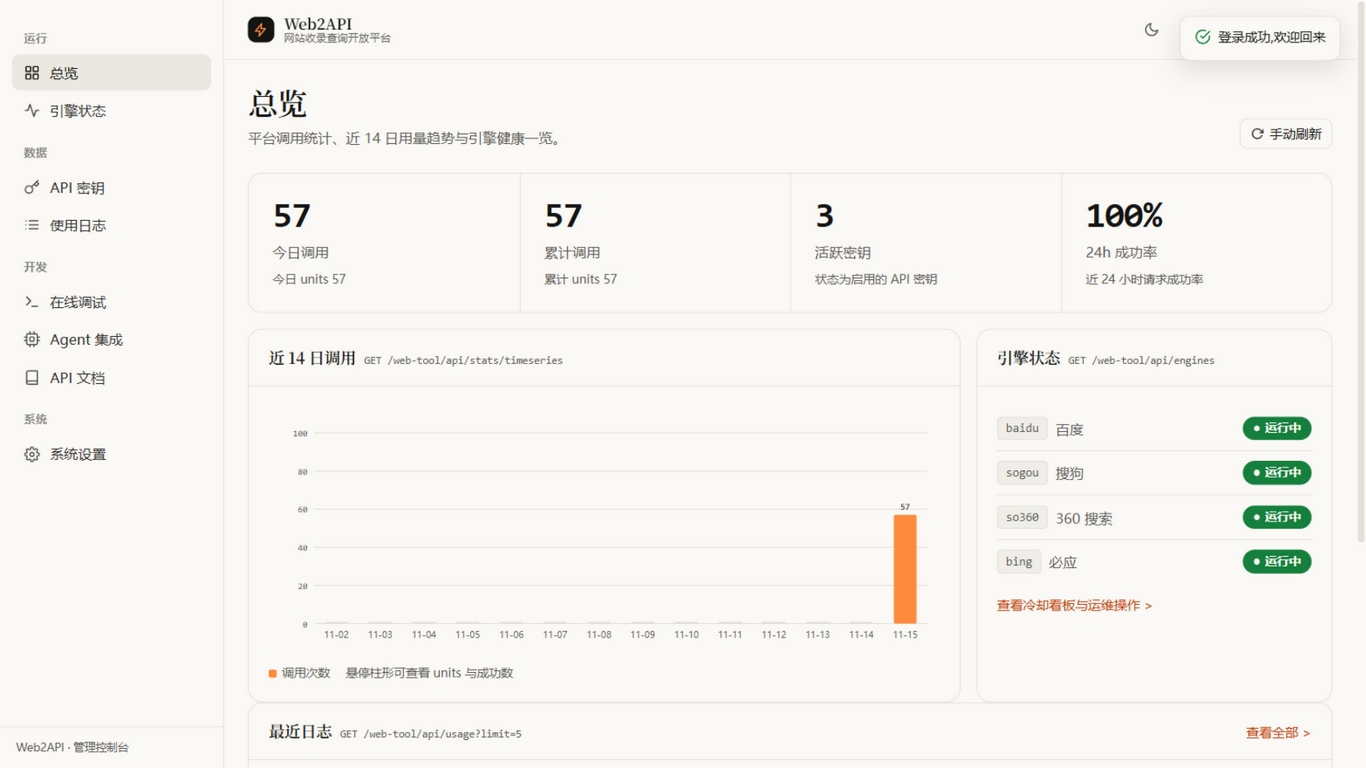 运行
总览
引擎状态
数据
API 密钥
使用日志
开发
在线调试
Agent 集成
API 文档
系统
系统设置
Web2API · 管理控制台
Web2API
网站收录查询开放平台
登录成功,欢迎回来
总览
平台调用统计、近 14 日用量趋势与引擎健康一览。
手动刷新
57
今日调用
今日 units 57
57
累计调用
累计 units 57
3
活跃密钥
状态为启用的 API 密钥
100%
24h 成功率
近 24 小时请求成功率
近 14 日调用 GET /web-tool/api/stats/timeseries
100
80
60
40
20
0
57
11-02 11-03 11-04 11-05 11-06 11-07 11-08 11-09 11-10 11-11 11-12 11-13 11-14 11-15
调用次数 悬停柱形可查看 units 与成功数
引擎状态 GET /web-tool/api/engines
baidu 百度 运行中
sogou 搜狗 运行中
so360 360 搜索 运行中
bing 必应 运行中
查看冷却看板与运维操作 >
最近日志 GET /web-tool/api/usage?limit=5
查看全部 >